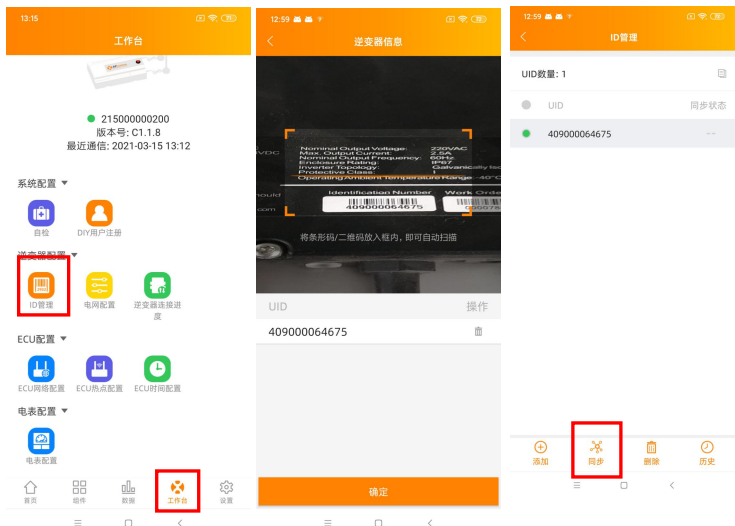 13:15
工作台
215000000200
版本号: C1.1.8
最近通信: 2021-03-15 13:12
系统配置
自检
DIY用户注册
逆变器配置
ID管理
电网配置
逆变器连接进度
ECU配置
ECU网络配置
ECU热点配置
ECU时间配置
电表配置
电表配置
首页
组件
数据
工作台
设置
12:59
逆变器信息
Nominal Output Voltage: 220VAC
Max. Output Current: 2.5A
Nominal Output Frequency: 60Hz
Enclosure Rating: IP67
Inverter Topology: Galvanically Iso
Protective Class: I
Operating Ambient Temperature Range: -40°C
Identification Number Work Orde
409000064675
将条形码/二维码放入框内，即可自动扫描
UID 操作
409000064675
确定
12:59
ID管理
UID数量: 1
UID 同步状态
409000064675 --
添加
同步
删除
历史